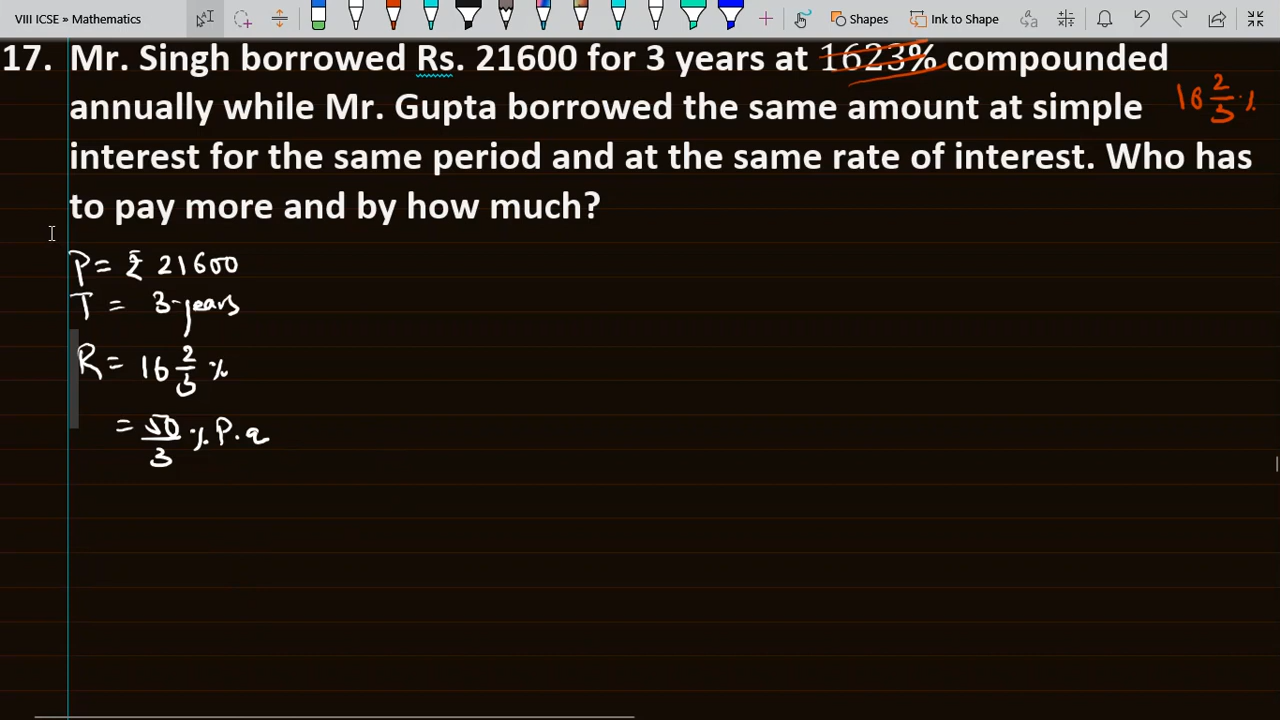 VIII ICSE » Mathematics
Shapes
Ink to Shape
17. Mr. Singh borrowed Rs. 21600 for 3 years at 1623% compounded
annually while Mr. Gupta borrowed the same amount at simple
16 2/3 %
interest for the same period and at the same rate of interest. Who has
to pay more and by how much?
P = ₹ 21600
T = 3-years
R = 16 2/3 %
= 50/3 % P.a